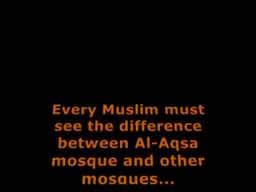 Every Muslim must
see the difference
between Al-Aqsa
mosque and other
mosques...